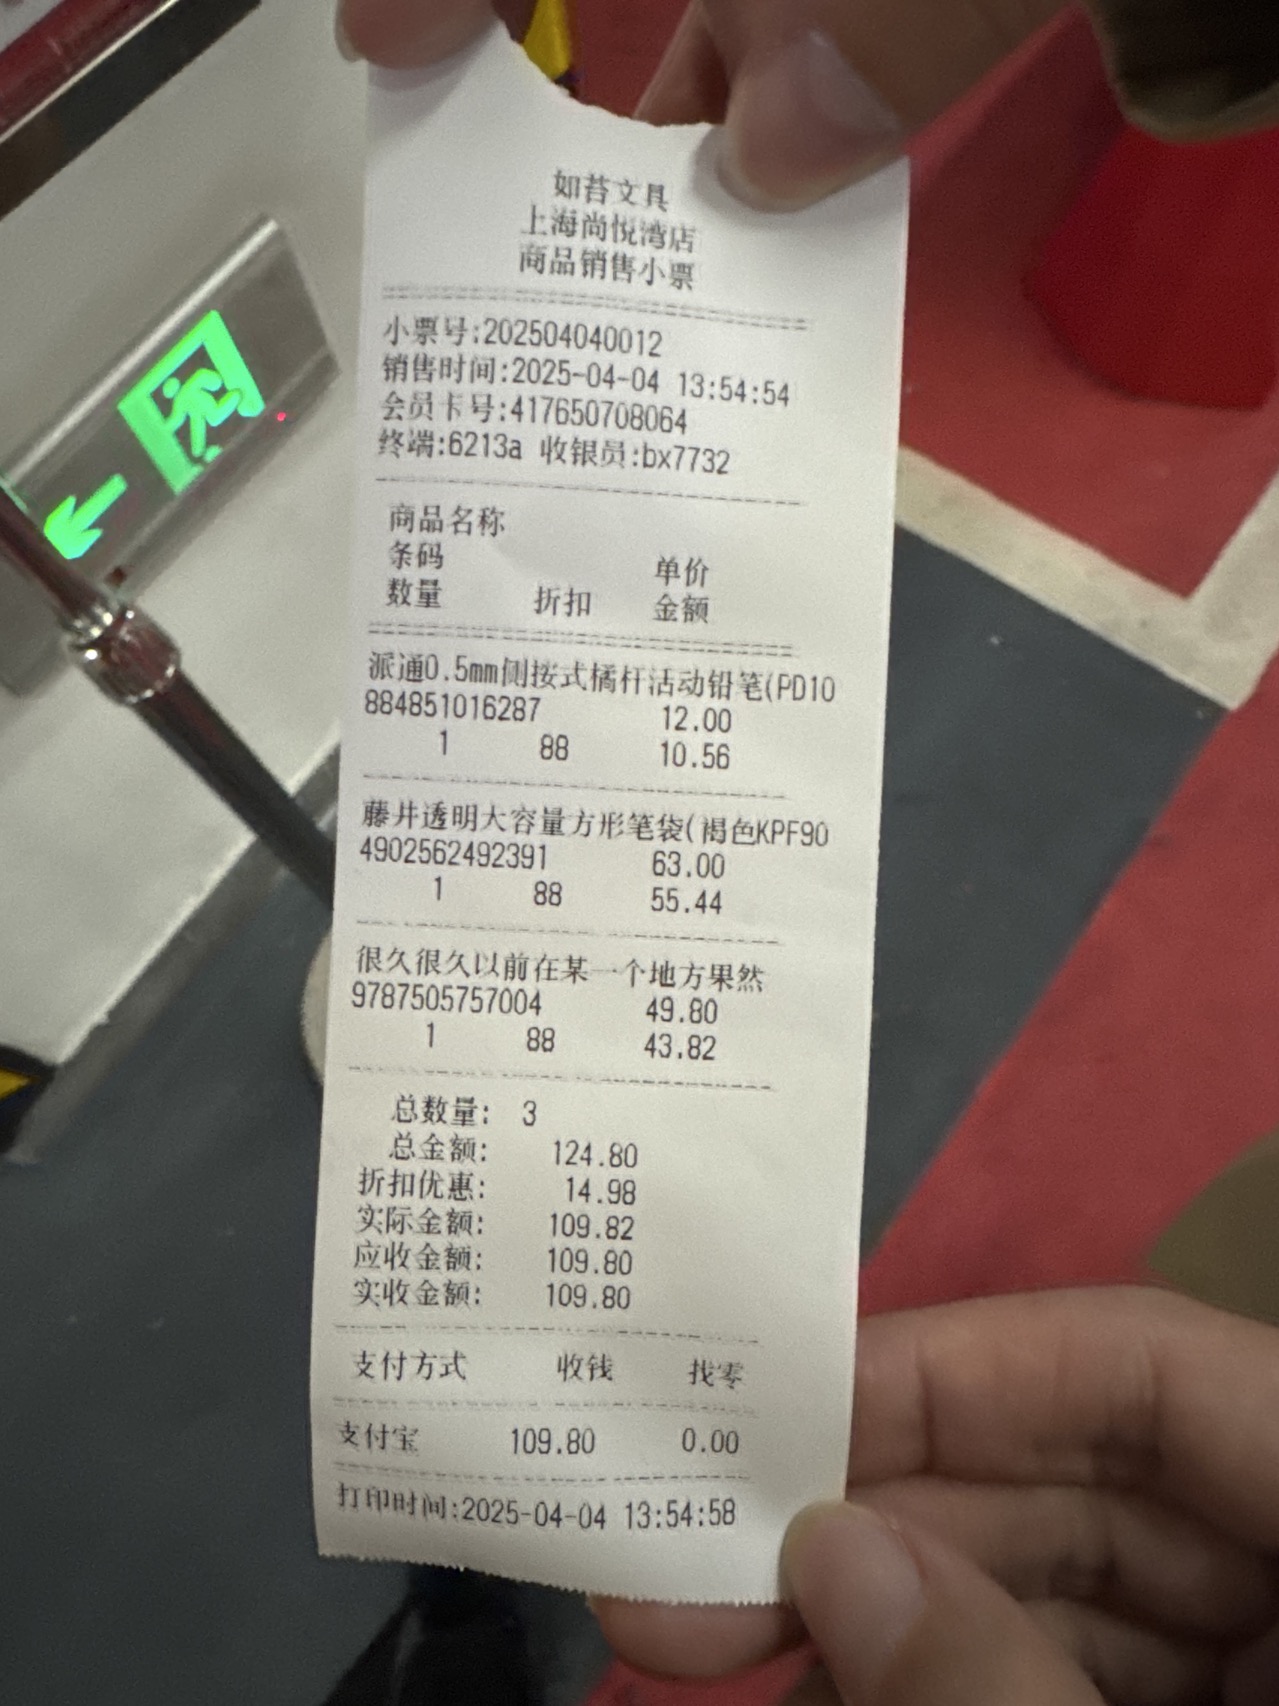 如苔文具
上海尚悦湾店
商品销售小票
小票号:202504040012
销售时间:2025-04-04 13:54:54
会员卡号:417650708064
终端:6213a 收银员:bx7732
商品名称
条码 单价
数量 折扣 金额
派通0.5mm侧按式橘杆活动铅笔(PD10
884851016287 12.00
1 88 10.56
藤井透明大容量方形笔袋(褐色KPF90
4902562492391 63.00
1 88 55.44
很久很久以前在某一个地方果然
9787505757004 49.80
1 88 43.82
总数量: 3
总金额: 124.80
折扣优惠: 14.98
实际金额: 109.82
应收金额: 109.80
实收金额: 109.80
支付方式 收钱 找零
支付宝 109.80 0.00
打印时间:2025-04-04 13:54:58